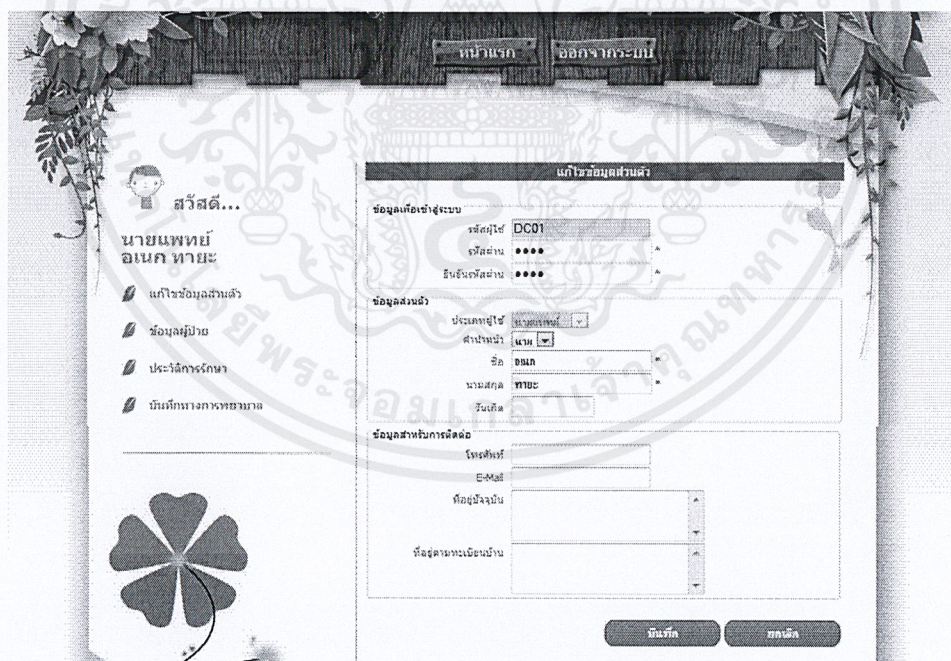 หน้าแรก ออกจากระบบ
สวัสดี...
นายแพทย์
อเนก ทายะ
แก้ไขข้อมูลส่วนตัว
ข้อมูลผู้ป่วย
ประวัติการรักษา
บันทึกทางการพยาบาล
แก้ไขข้อมูลส่วนตัว
ข้อมูลเพื่อเข้าสู่ระบบ
รหัสผู้ใช้ DC01
รหัสผ่าน •••• *
ยืนยันรหัสผ่าน •••• *
ข้อมูลส่วนตัว
ประเภทผู้ใช้ นายแพทย์
คำนำหน้า นาย
ชื่อ อเนก *
นามสกุล ทายะ *
วันเกิด
ข้อมูลสำหรับการติดต่อ
โทรศัพท์
E-Mail
ที่อยู่ปัจจุบัน
ที่อยู่ตามทะเบียนบ้าน
บันทึก ยกเลิก